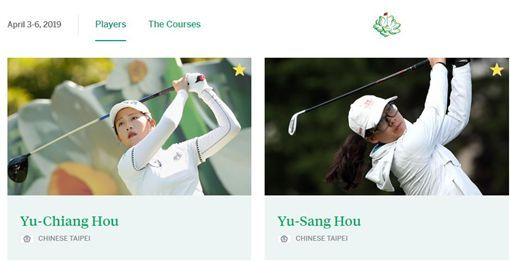 April 3-6, 2019
Players
The Courses
Yu-Chiang Hou
CHINESE TAIPEI
Yu-Sang Hou
CHINESE TAIPEI